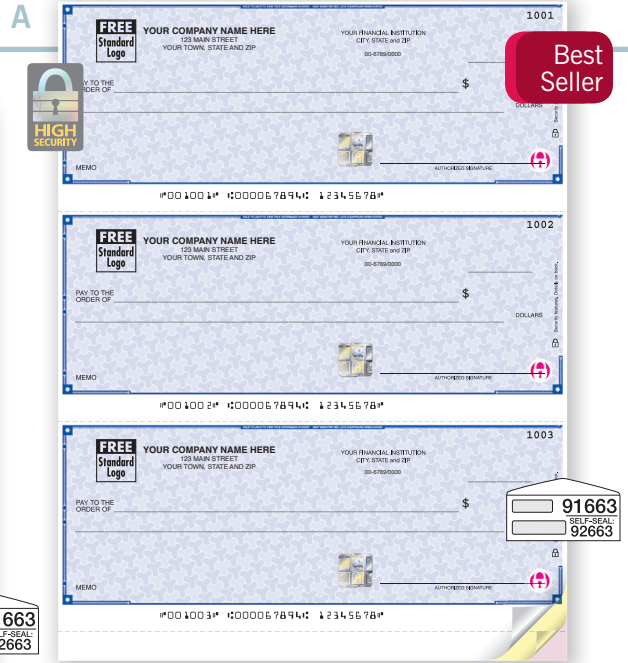 A
HIGH
SECURITY
Best
Seller
FREE
Standard
Logo
YOUR COMPANY NAME HERE
123 MAIN STREET
YOUR TOWN, STATE AND ZIP
YOUR FINANCIAL INSTITUTION
CITY, STATE and ZIP
00-6789/0000
1001
PAY TO THE
ORDER OF
$
DOLLARS
MEMO
AUTHORIZED SIGNATURE
⑈001001⑈ ⑆000067894⑆ 12345678⑈
FREE
Standard
Logo
YOUR COMPANY NAME HERE
123 MAIN STREET
YOUR TOWN, STATE AND ZIP
YOUR FINANCIAL INSTITUTION
CITY, STATE and ZIP
00-6789/0000
1002
PAY TO THE
ORDER OF
$
DOLLARS
Security features. Details on back.
MEMO
AUTHORIZED SIGNATURE
⑈001002⑈ ⑆000067894⑆ 12345678⑈
FREE
Standard
Logo
YOUR COMPANY NAME HERE
123 MAIN STREET
YOUR TOWN, STATE AND ZIP
YOUR FINANCIAL INSTITUTION
CITY, STATE and ZIP
00-6789/0000
1003
PAY TO THE
ORDER OF
$
MEMO
AUTHORIZED SIGNATURE
⑈001003⑈ ⑆000067894⑆ 12345678⑈
91663
SELF-SEAL:
92663
663
LF-SEAL:
2663